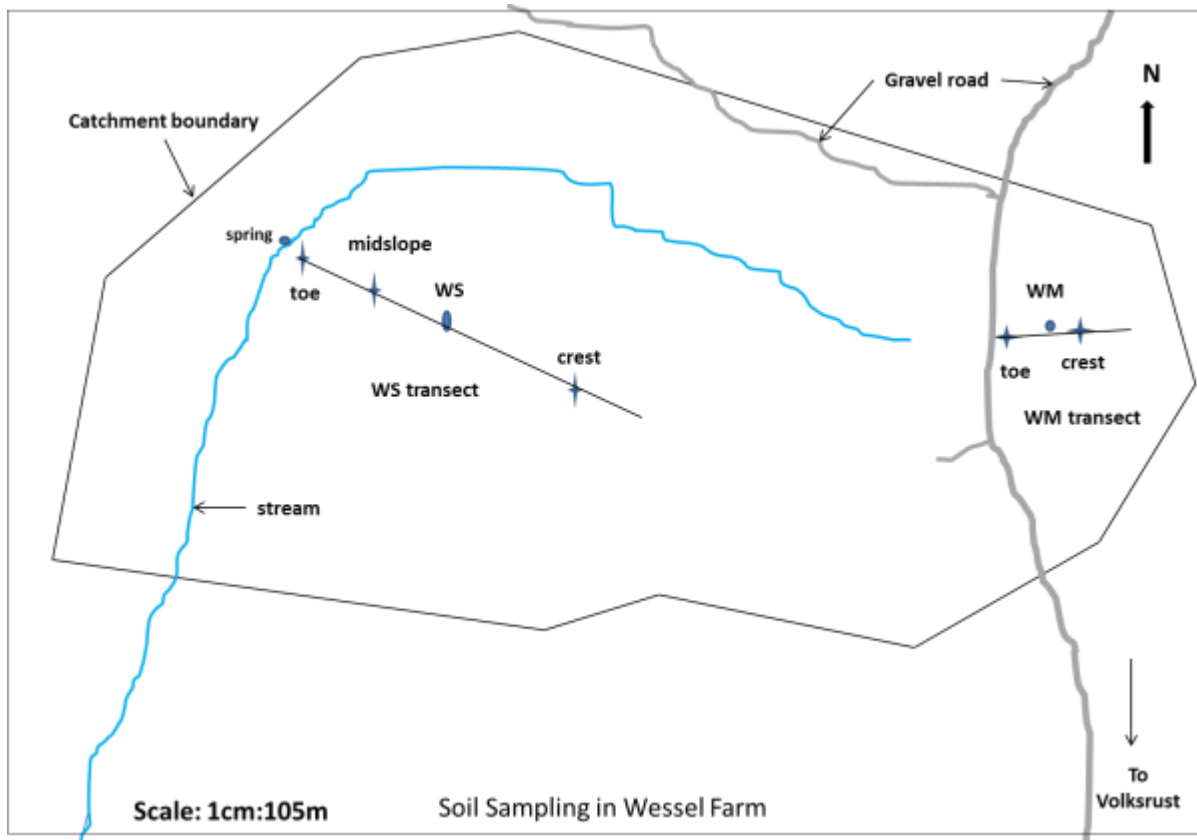 Gravel road
N
Catchment boundary
spring
midslope
toe
WS
WM
crest
toe
crest
WS transect
WM transect
stream
To
Volksrust
Scale: 1cm:105m
Soil Sampling in Wessel Farm